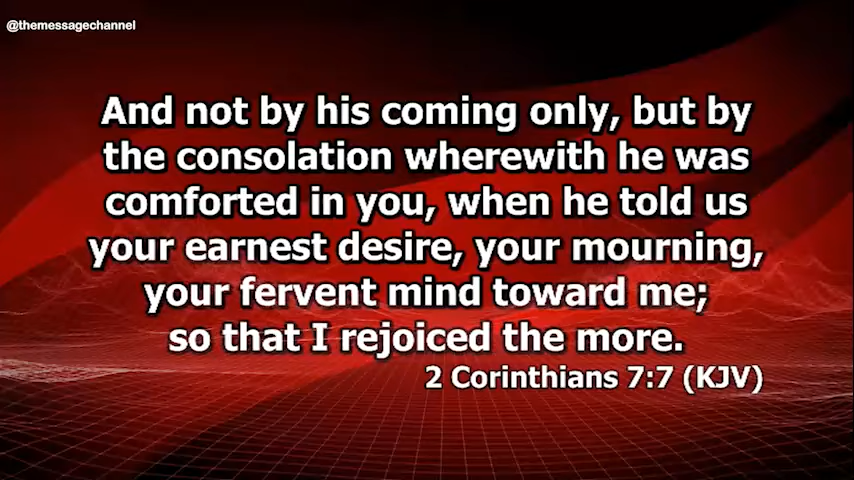 @themessagechannel
And not by his coming only, but by
the consolation wherewith he was
comforted in you, when he told us
your earnest desire, your mourning,
your fervent mind toward me;
so that I rejoiced the more.
2 Corinthians 7:7 (KJV)